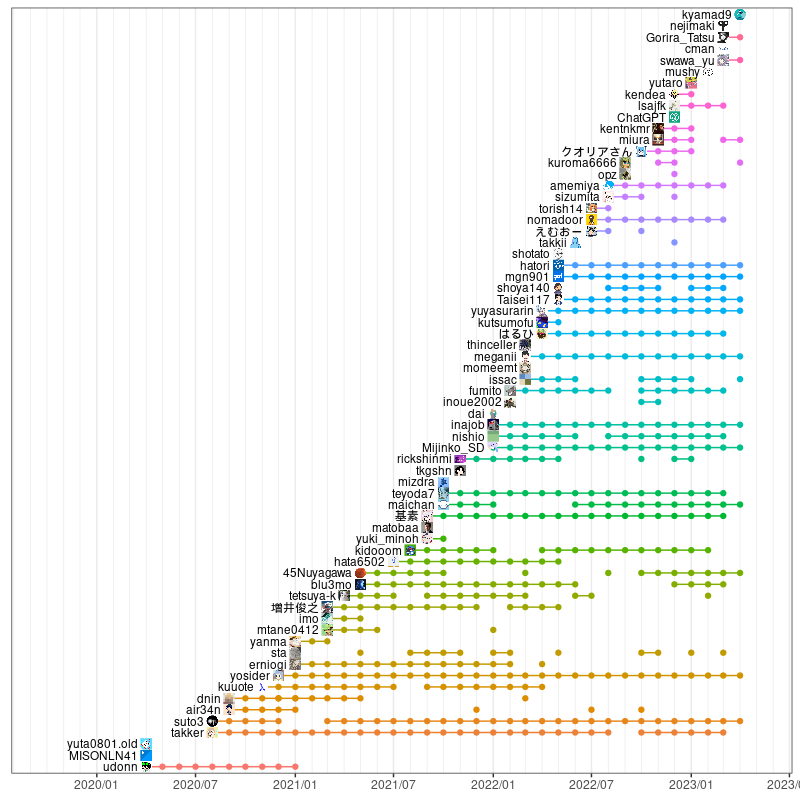 kyamad9
nejimaki
Gorira_Tatsu
cman
swawa_yu
mushy
yutaro
kendea
lsajfk
ChatGPT
kentnkmr
miura
クオリアさん
kuroma6666
opz
amemiya
sizumita
torish14
nomadoor
えむおー
takkii
shotato
hatori
mgn901
shoya140
Taisei117
yuyasurarin
kutsumofu
はるひ
thinceller
meganii
momeemt
issac
fumito
inoue2002
dai
inajob
nishio
Mijinko_SD
rickshinmi
tkgshn
mizdra
teyoda7
maichan
基素
matobaa
yuki_minoh
kidooom
hata6502
45Nuyagawa
blu3mo
tetsuya-k
増井俊之
imo
mtane0412
yanma
sta
erniogi
yosider
kuuote
dnin
air34n
suto3
takker
yuta0801.old
MISONLN41
udonn
2020/01 2020/07 2021/01 2021/07 2022/01 2022/07 2023/01 2023/